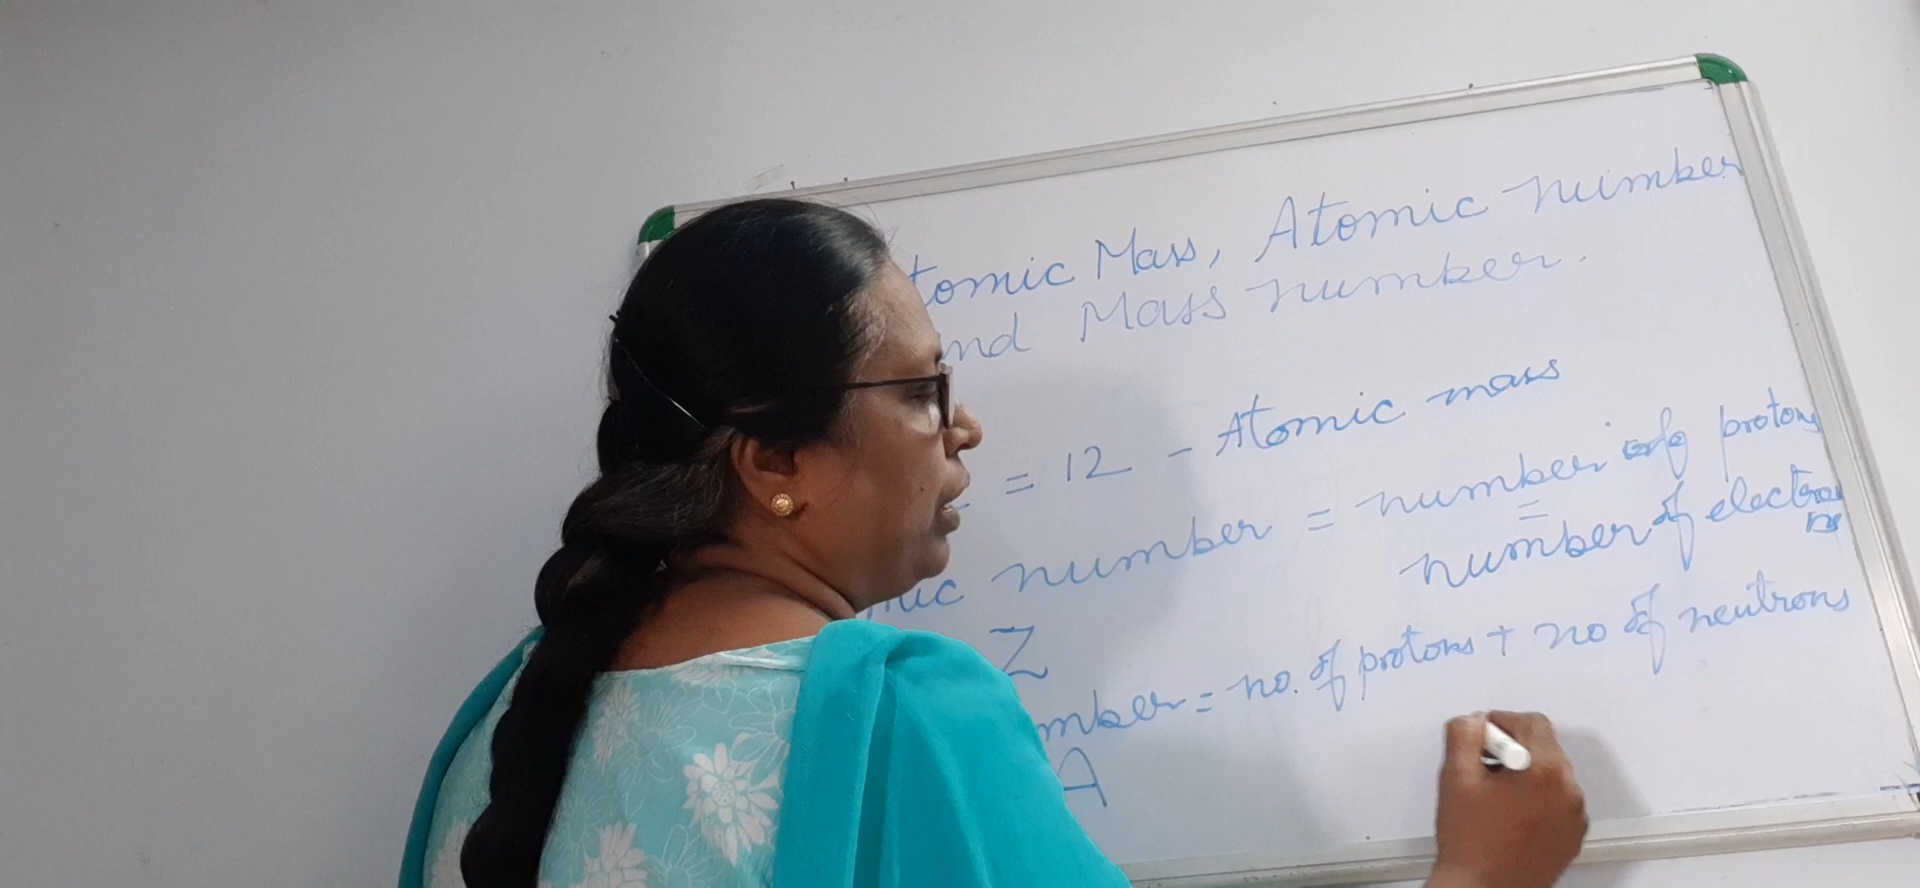 tomic Mass, Atomic number
nd Mass number.
= 12 - Atomic mass
mic number = number of protons
=
number of electrons
Z
mber = no. of protons + no of neutrons
A